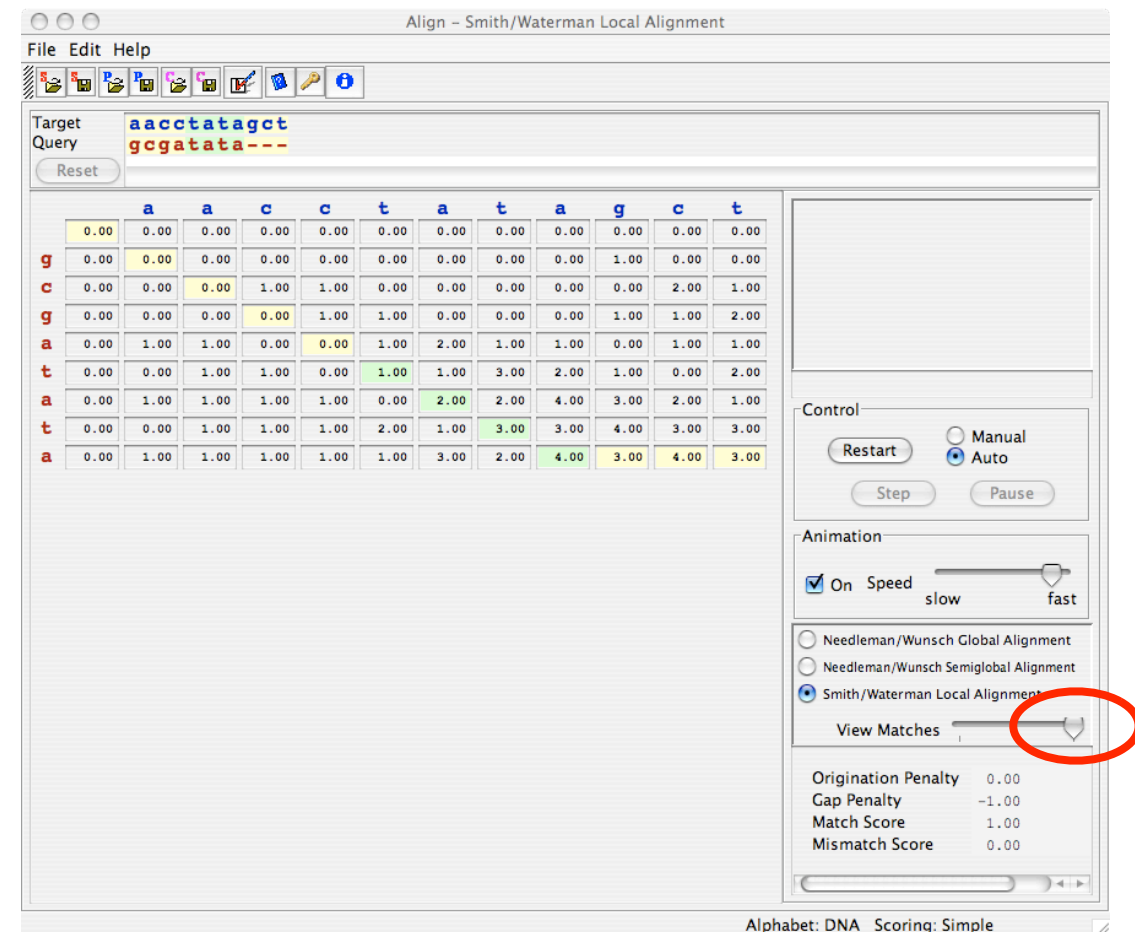 Align – Smith/Waterman Local Alignment
File Edit Help
S S P P C C
Target aacctatagct
Query gcgatata---
Reset
a a c c t a t a g c t
0.00 0.00 0.00 0.00 0.00 0.00 0.00 0.00 0.00 0.00 0.00 0.00
g 0.00 0.00 0.00 0.00 0.00 0.00 0.00 0.00 0.00 1.00 0.00 0.00
c 0.00 0.00 0.00 1.00 1.00 0.00 0.00 0.00 0.00 0.00 2.00 1.00
g 0.00 0.00 0.00 0.00 1.00 1.00 0.00 0.00 0.00 1.00 1.00 2.00
a 0.00 1.00 1.00 0.00 0.00 1.00 2.00 1.00 1.00 0.00 1.00 1.00
t 0.00 0.00 1.00 1.00 0.00 1.00 1.00 3.00 2.00 1.00 0.00 2.00
a 0.00 1.00 1.00 1.00 1.00 0.00 2.00 2.00 4.00 3.00 2.00 1.00
t 0.00 0.00 1.00 1.00 1.00 2.00 1.00 3.00 3.00 4.00 3.00 3.00
a 0.00 1.00 1.00 1.00 1.00 1.00 3.00 2.00 4.00 3.00 4.00 3.00
Control
Restart
Manual
Auto
Step Pause
Animation
On Speed
slow fast
Needleman/Wunsch Global Alignment
Needleman/Wunsch Semiglobal Alignment
Smith/Waterman Local Alignment
View Matches
Origination Penalty 0.00
Gap Penalty -1.00
Match Score 1.00
Mismatch Score 0.00
Alphabet: DNA Scoring: Simple